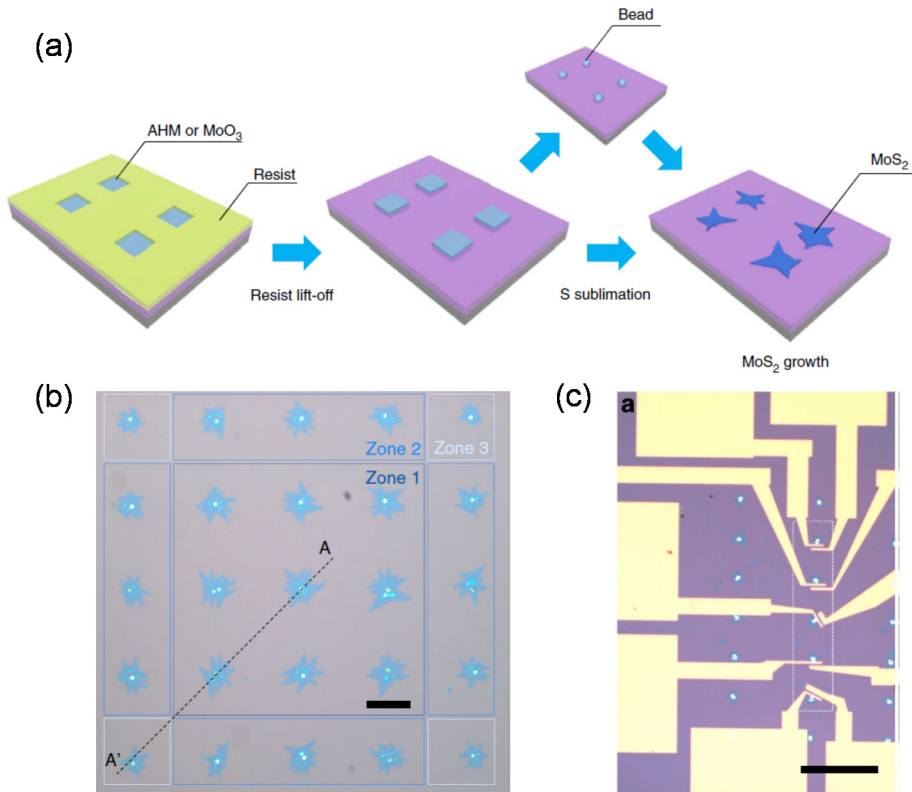 (a)
Bead
AHM or MoO₃
Resist
MoS₂
Resist lift-off
S sublimation
MoS₂ growth
(b)
Zone 2
Zone 3
Zone 1
A
A'
(c)
a